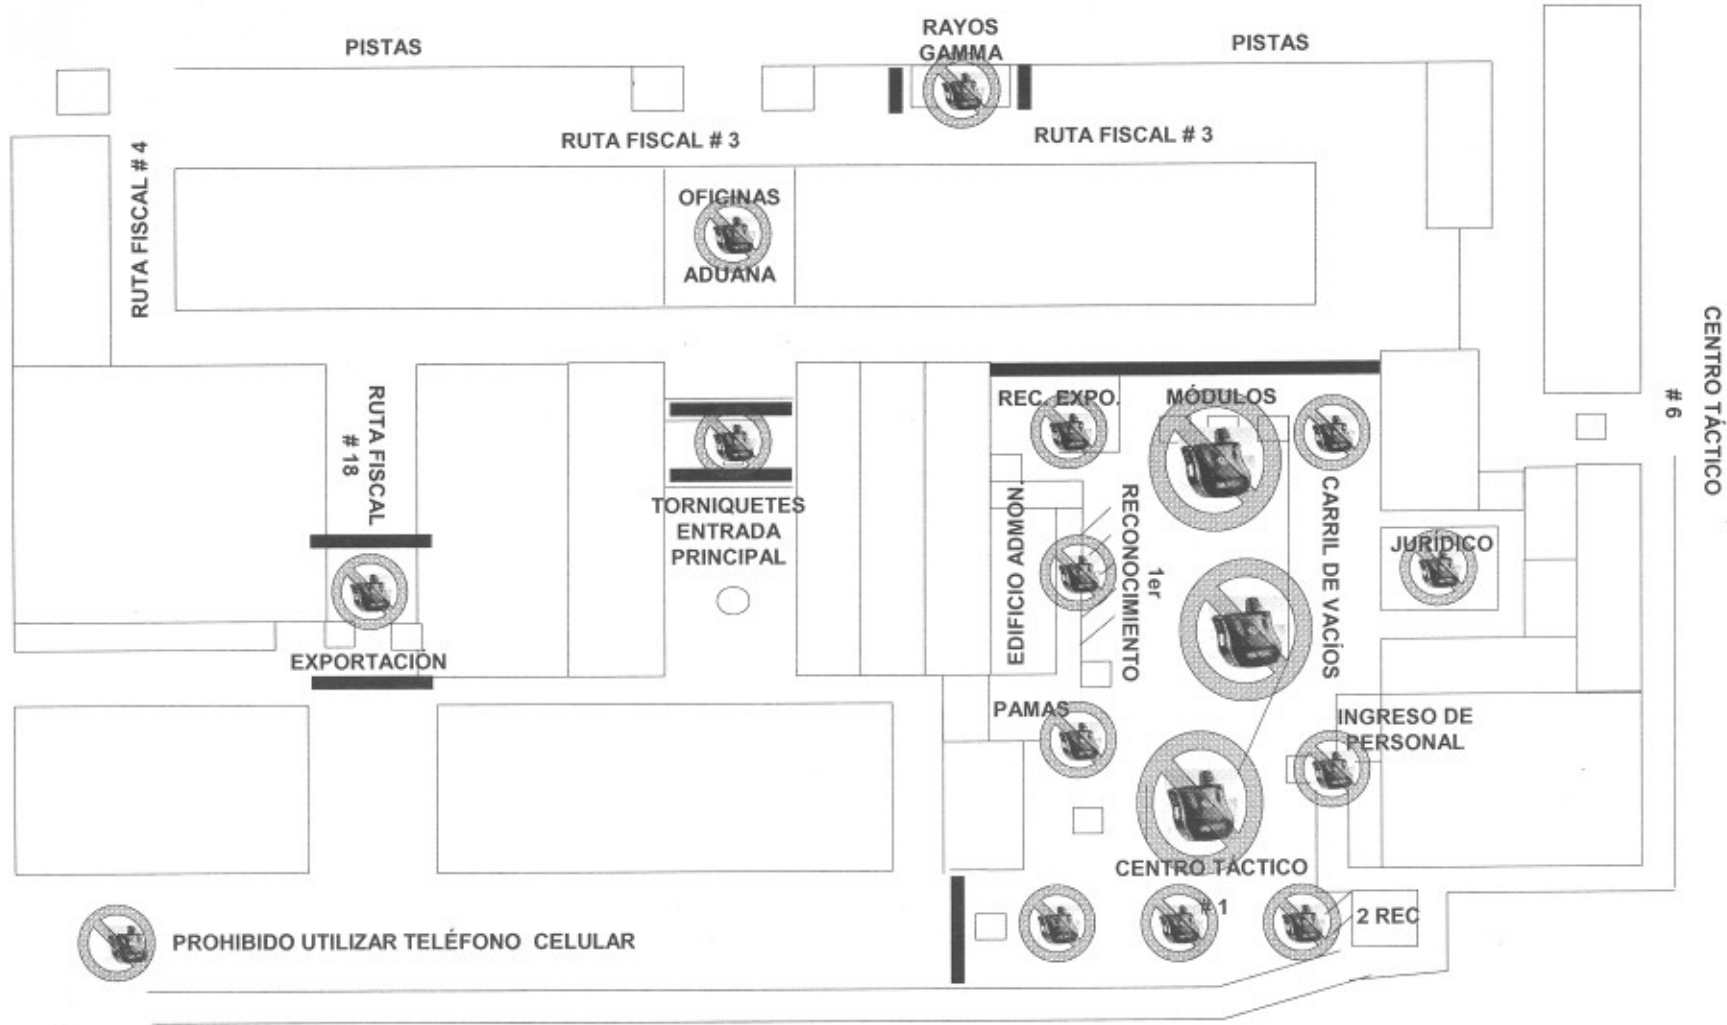 PISTAS
RAYOS
GAMMA
PISTAS
RUTA FISCAL # 3
RUTA FISCAL # 3
RUTA FISCAL # 4
OFICINAS
ADUANA
CENTRO TÁCTICO
# 6
RUTA FISCAL
# 18
REC. EXPO.
MÓDULOS
TORNIQUETES
ENTRADA
PRINCIPAL
EDIFICIO ADMON.
1er
RECONOCIMIENTO
CARRIL DE VACÍOS
JURÍDICO
EXPORTACIÓN
PAMAS
INGRESO DE
PERSONAL
CENTRO TÁCTICO
# 1
2 REC
PROHIBIDO UTILIZAR TELÉFONO CELULAR